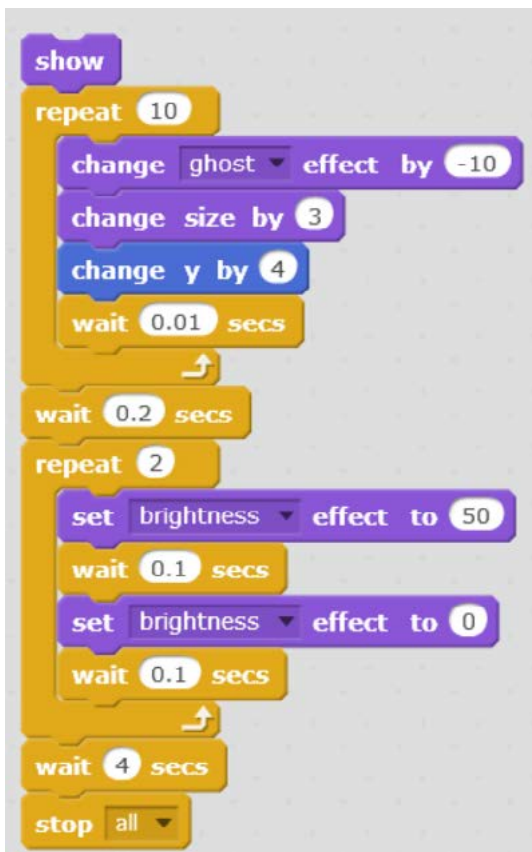 show
repeat 10
change ghost effect by -10
change size by 3
change y by 4
wait 0.01 secs
wait 0.2 secs
repeat 2
set brightness effect to 50
wait 0.1 secs
set brightness effect to 0
wait 0.1 secs
wait 4 secs
stop all